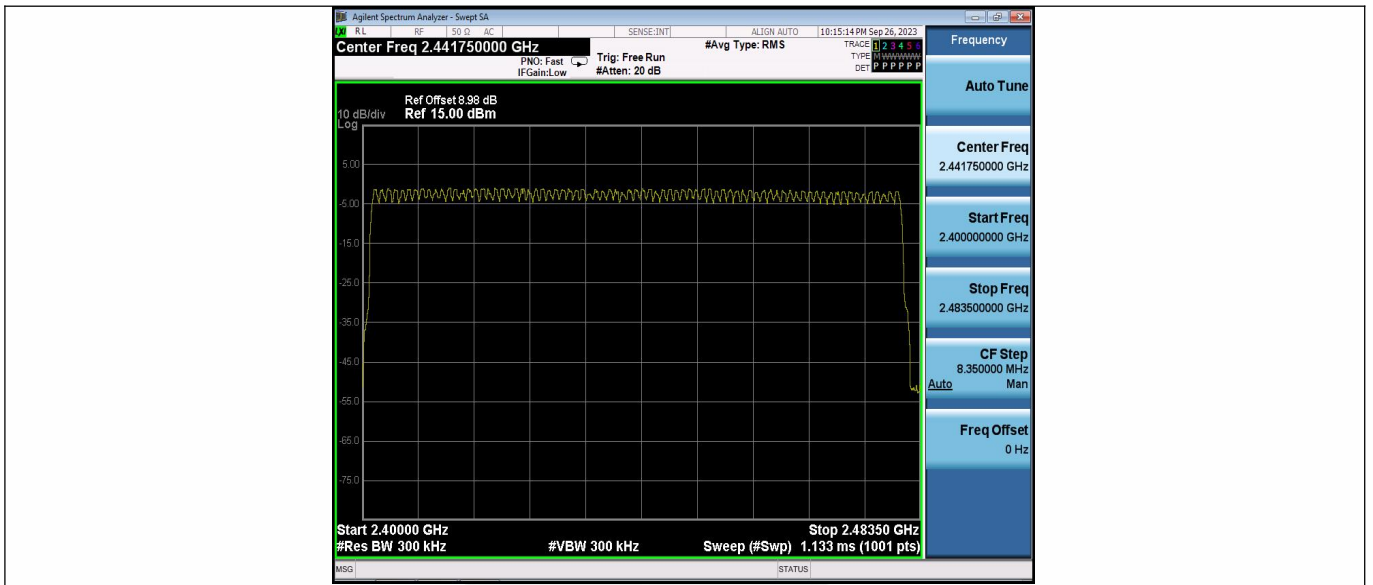 Agilent Spectrum Analyzer - Swept SA
RL RF 50 Ω AC SENSE:INT ALIGN AUTO 10:15:14 PM Sep 26, 2023
Center Freq 2.441750000 GHz #Avg Type: RMS TRACE 1 2 3 4 5 6
PNO: Fast Trig: Free Run TYPE M WWWWW
IFGain:Low #Atten: 20 dB DET P P P P P P
Ref Offset 8.98 dB
10 dB/div Ref 15.00 dBm
Log
5.00
-5.00
-15.0
-25.0
-35.0
-45.0
-55.0
-65.0
-75.0
Start 2.40000 GHz Stop 2.48350 GHz
#Res BW 300 kHz #VBW 300 kHz Sweep (#Swp) 1.133 ms (1001 pts)
MSG STATUS
Frequency
Auto Tune
Center Freq
2.441750000 GHz
Start Freq
2.400000000 GHz
Stop Freq
2.483500000 GHz
CF Step
8.350000 MHz
Auto Man
Freq Offset
0 Hz